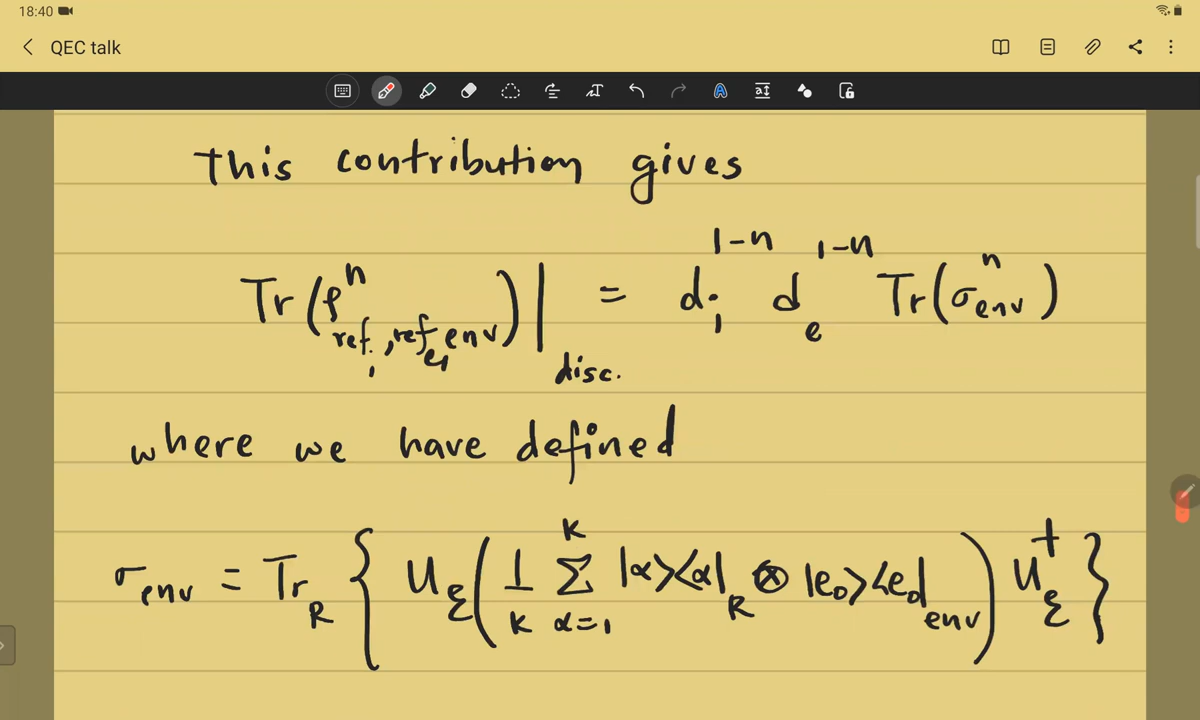 18:40
QEC talk
This contribution gives
Tr(ρ^n_{ref_i, ref_e, env})|_{disc.} = d_i^{1-n} d_e^{1-n} Tr(σ_{env}^n)
where we have defined
σ_{env} = Tr_R { U_ℰ ( 1/K Σ_{α=1}^{K} |α><α|_R ⊗ |e_0><e_0|_{env} ) U_ℰ^† }